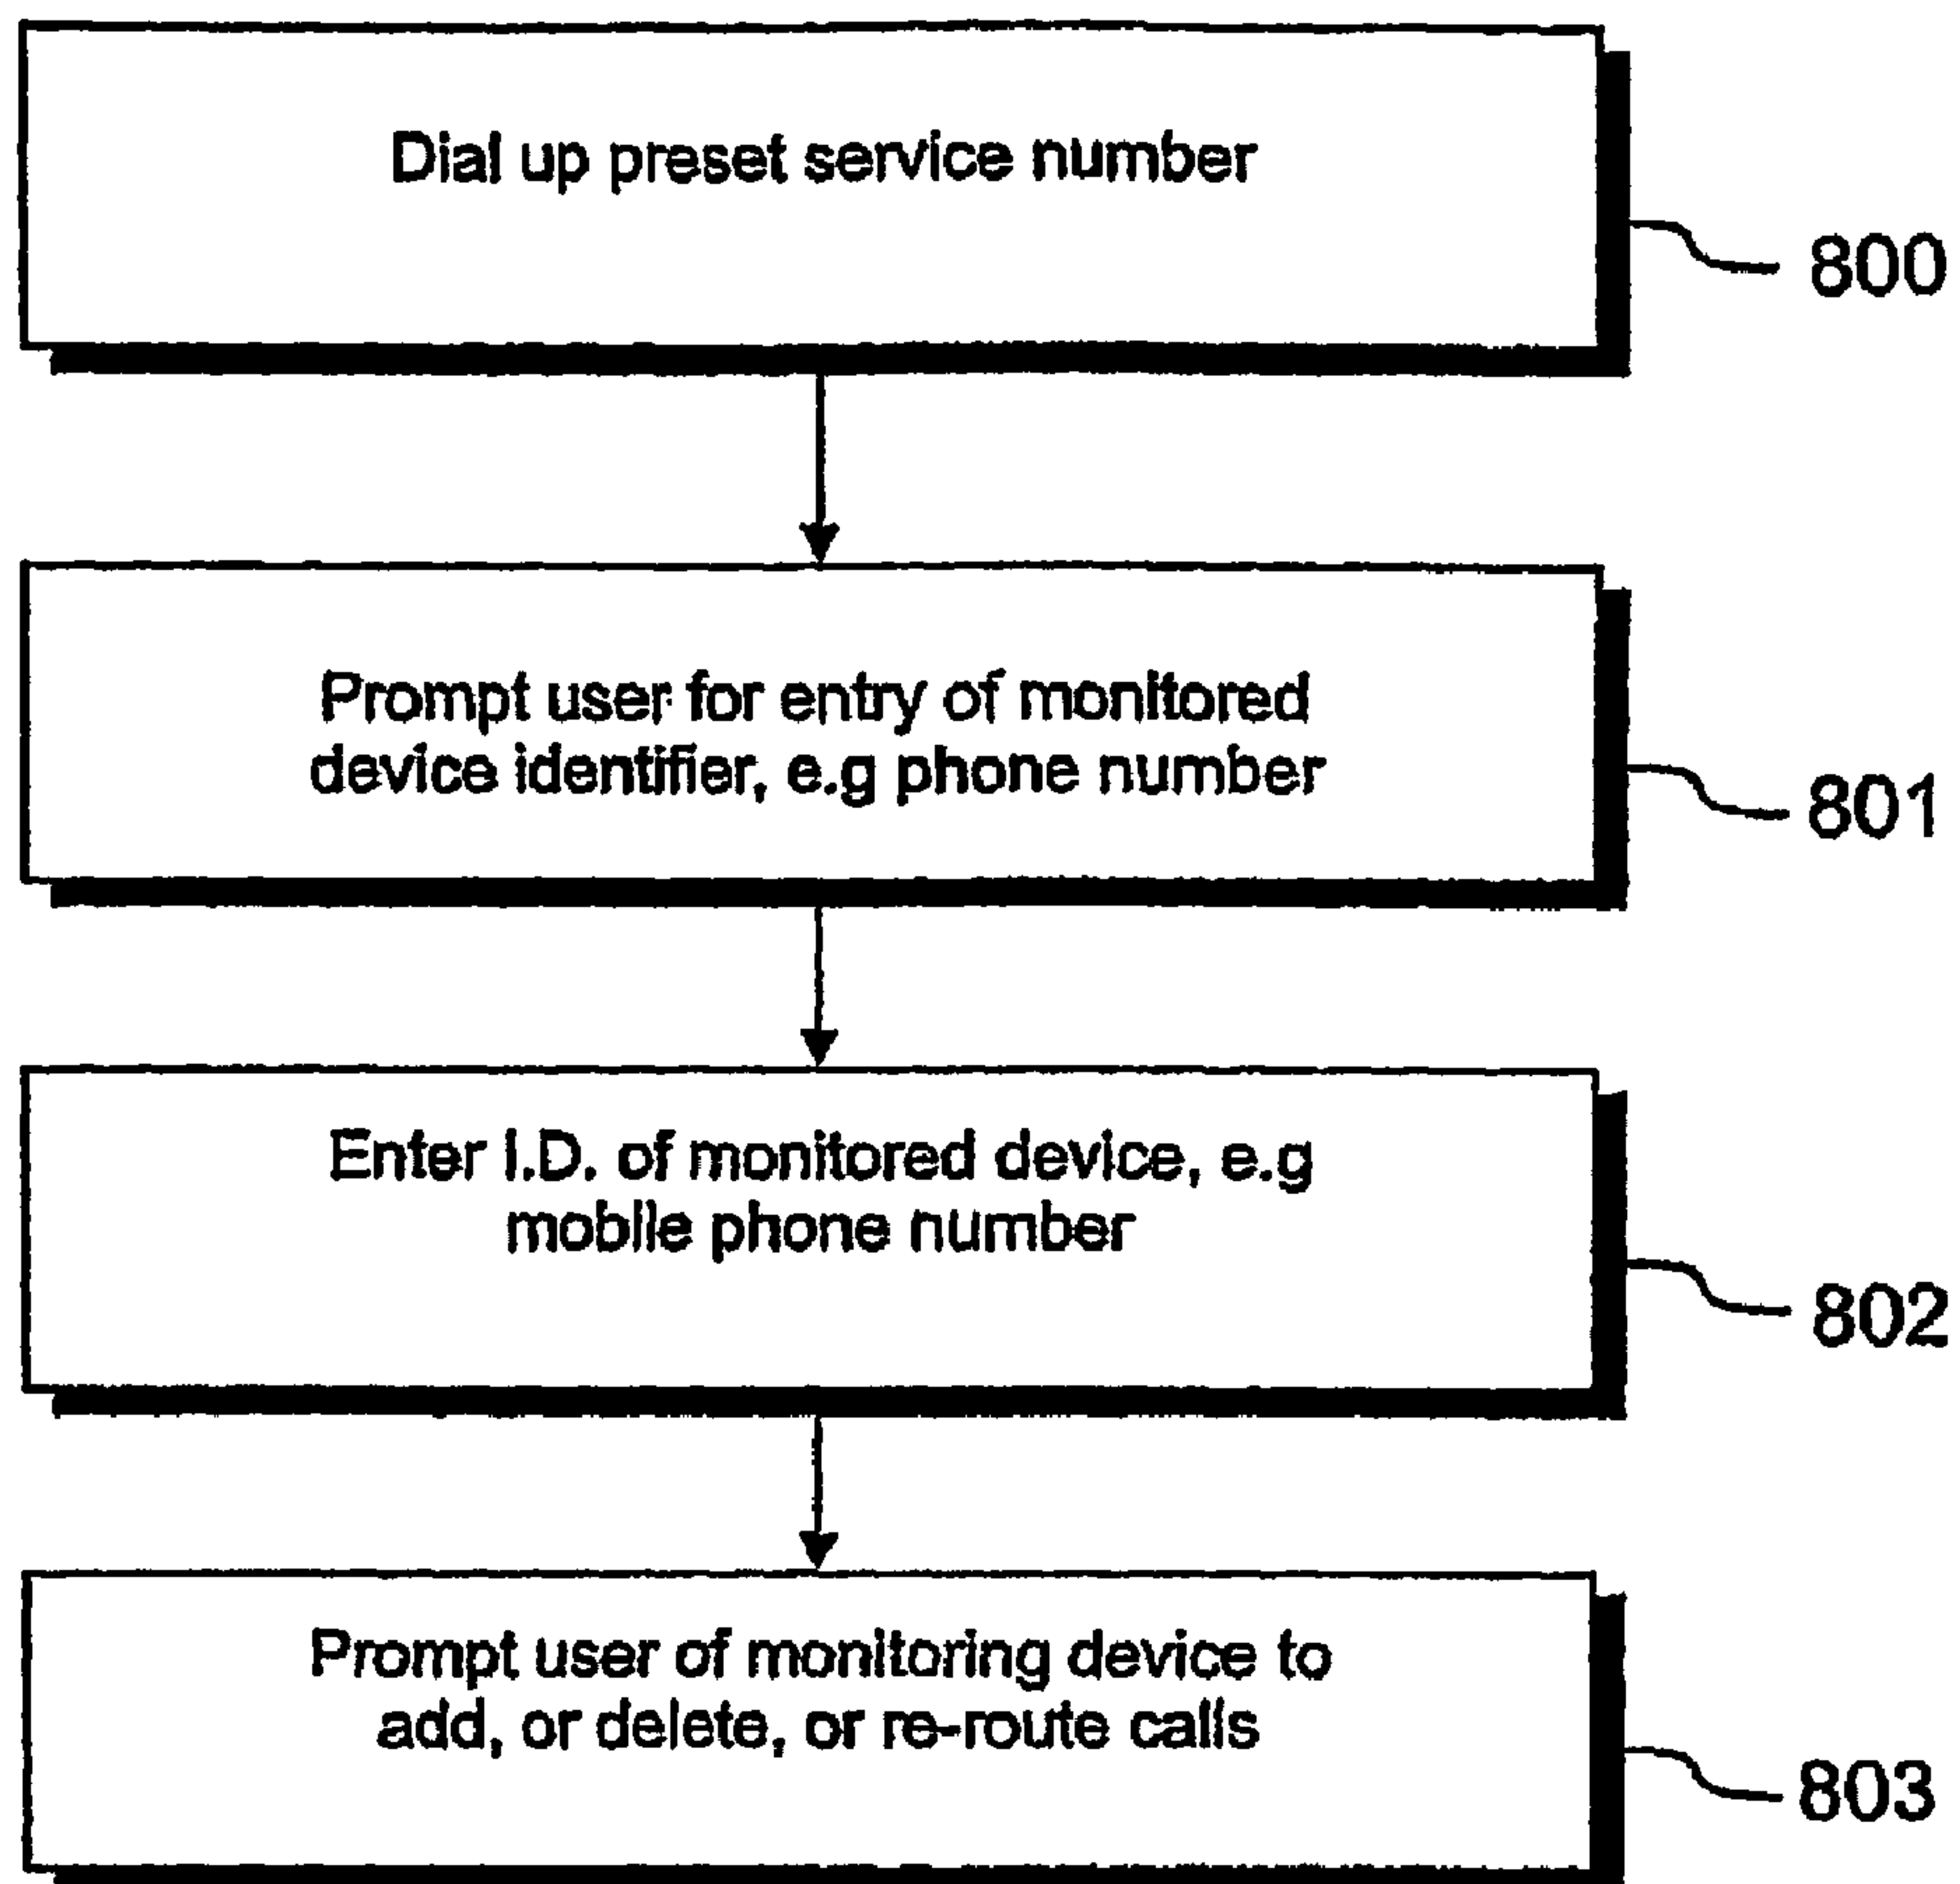 Dial up preset service number
800
Prompt user for entry of monitored
device identifier, e.g phone number
801
Enter I.D. of monitored device, e.g
mobile phone number
802
Prompt user of monitoring device to
add, or delete, or re-route calls
803